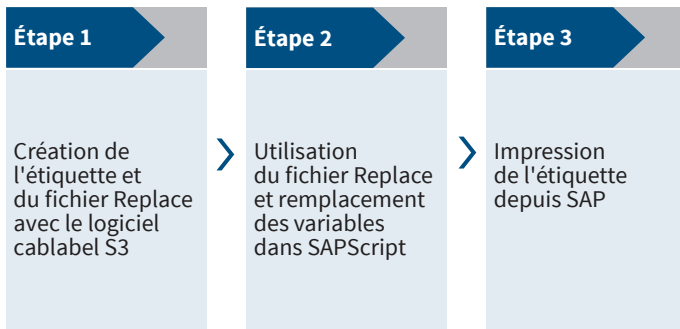 Étape 1
Création de
l'étiquette et
du fichier Replace
avec le logiciel
cablabel S3
Étape 2
Utilisation
du fichier Replace
et remplacement
des variables
dans SAPScript
Étape 3
Impression
de l'étiquette
depuis SAP